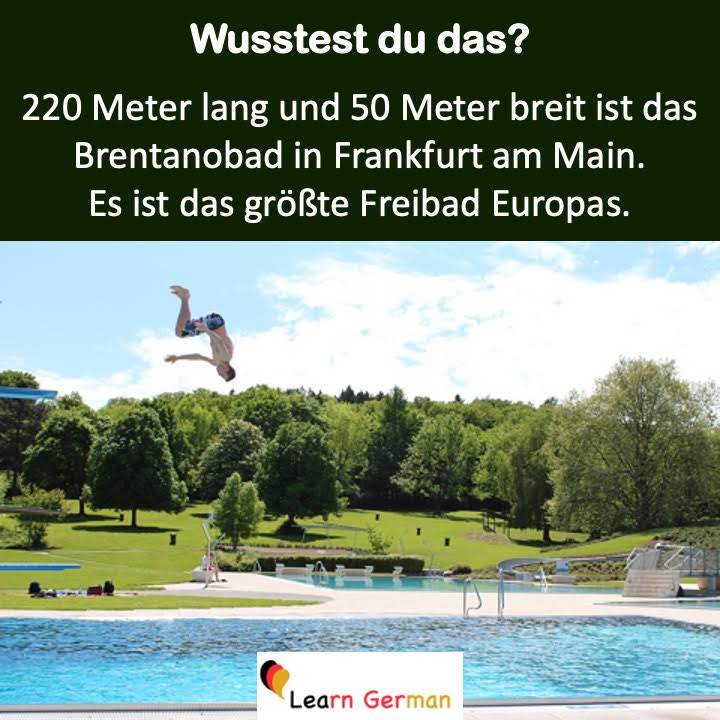 Wusstest du das?
220 Meter lang und 50 Meter breit ist das
Brentanobad in Frankfurt am Main.
Es ist das größte Freibad Europas.
Learn German